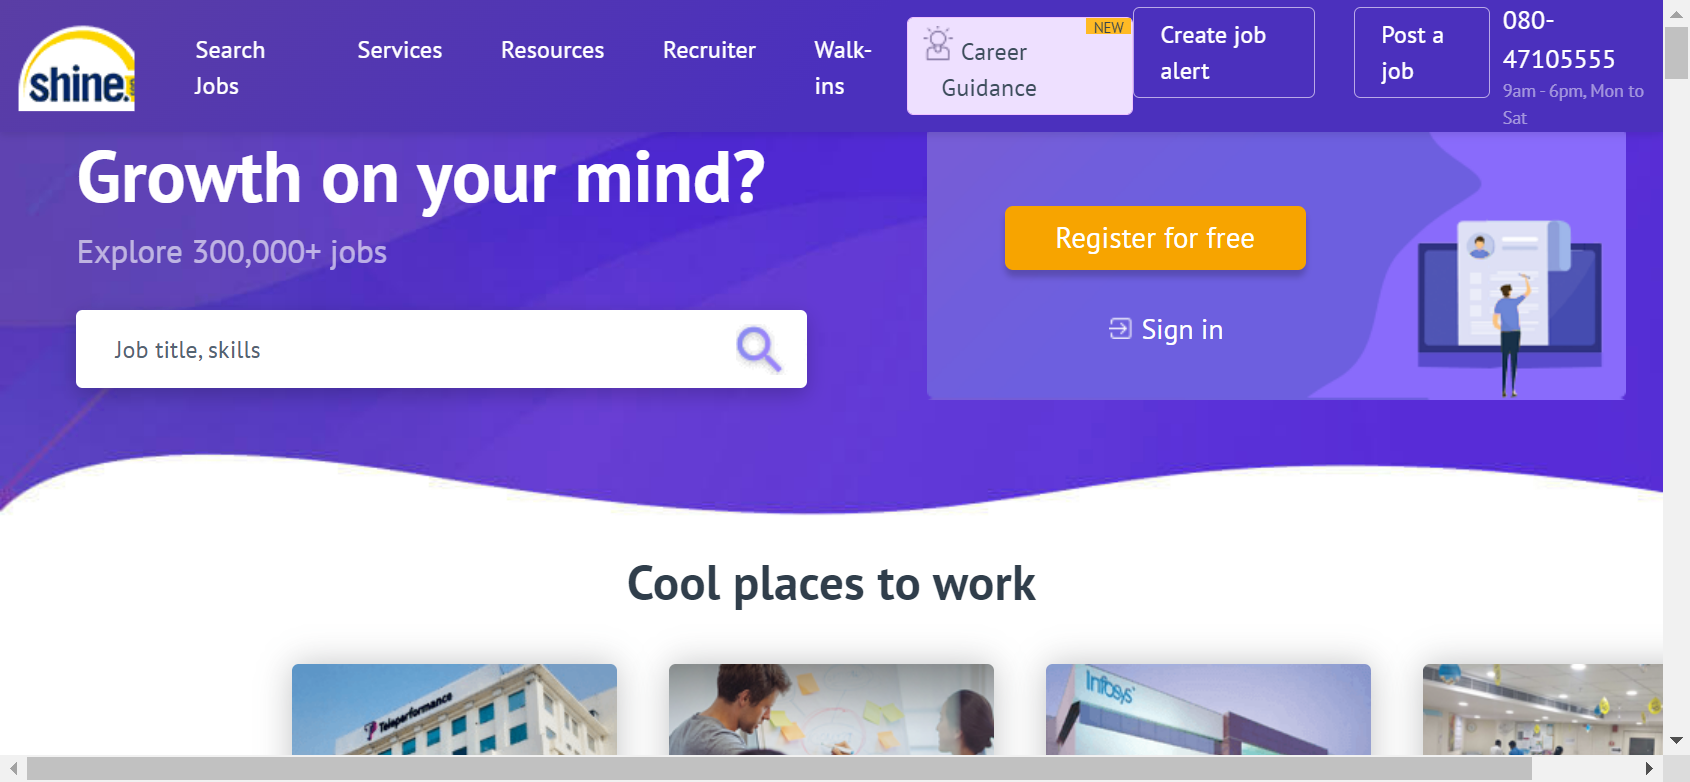 shine.com
Search
Jobs
Services
Resources
Recruiter
Walk-
ins
NEW
Career
Guidance
Create job
alert
Post a
job
080-
47105555
9am - 6pm, Mon to
Sat
Growth on your mind?
Explore 300,000+ jobs
Job title, skills
Register for free
Sign in
Cool places to work
Teleperformance
Infosys